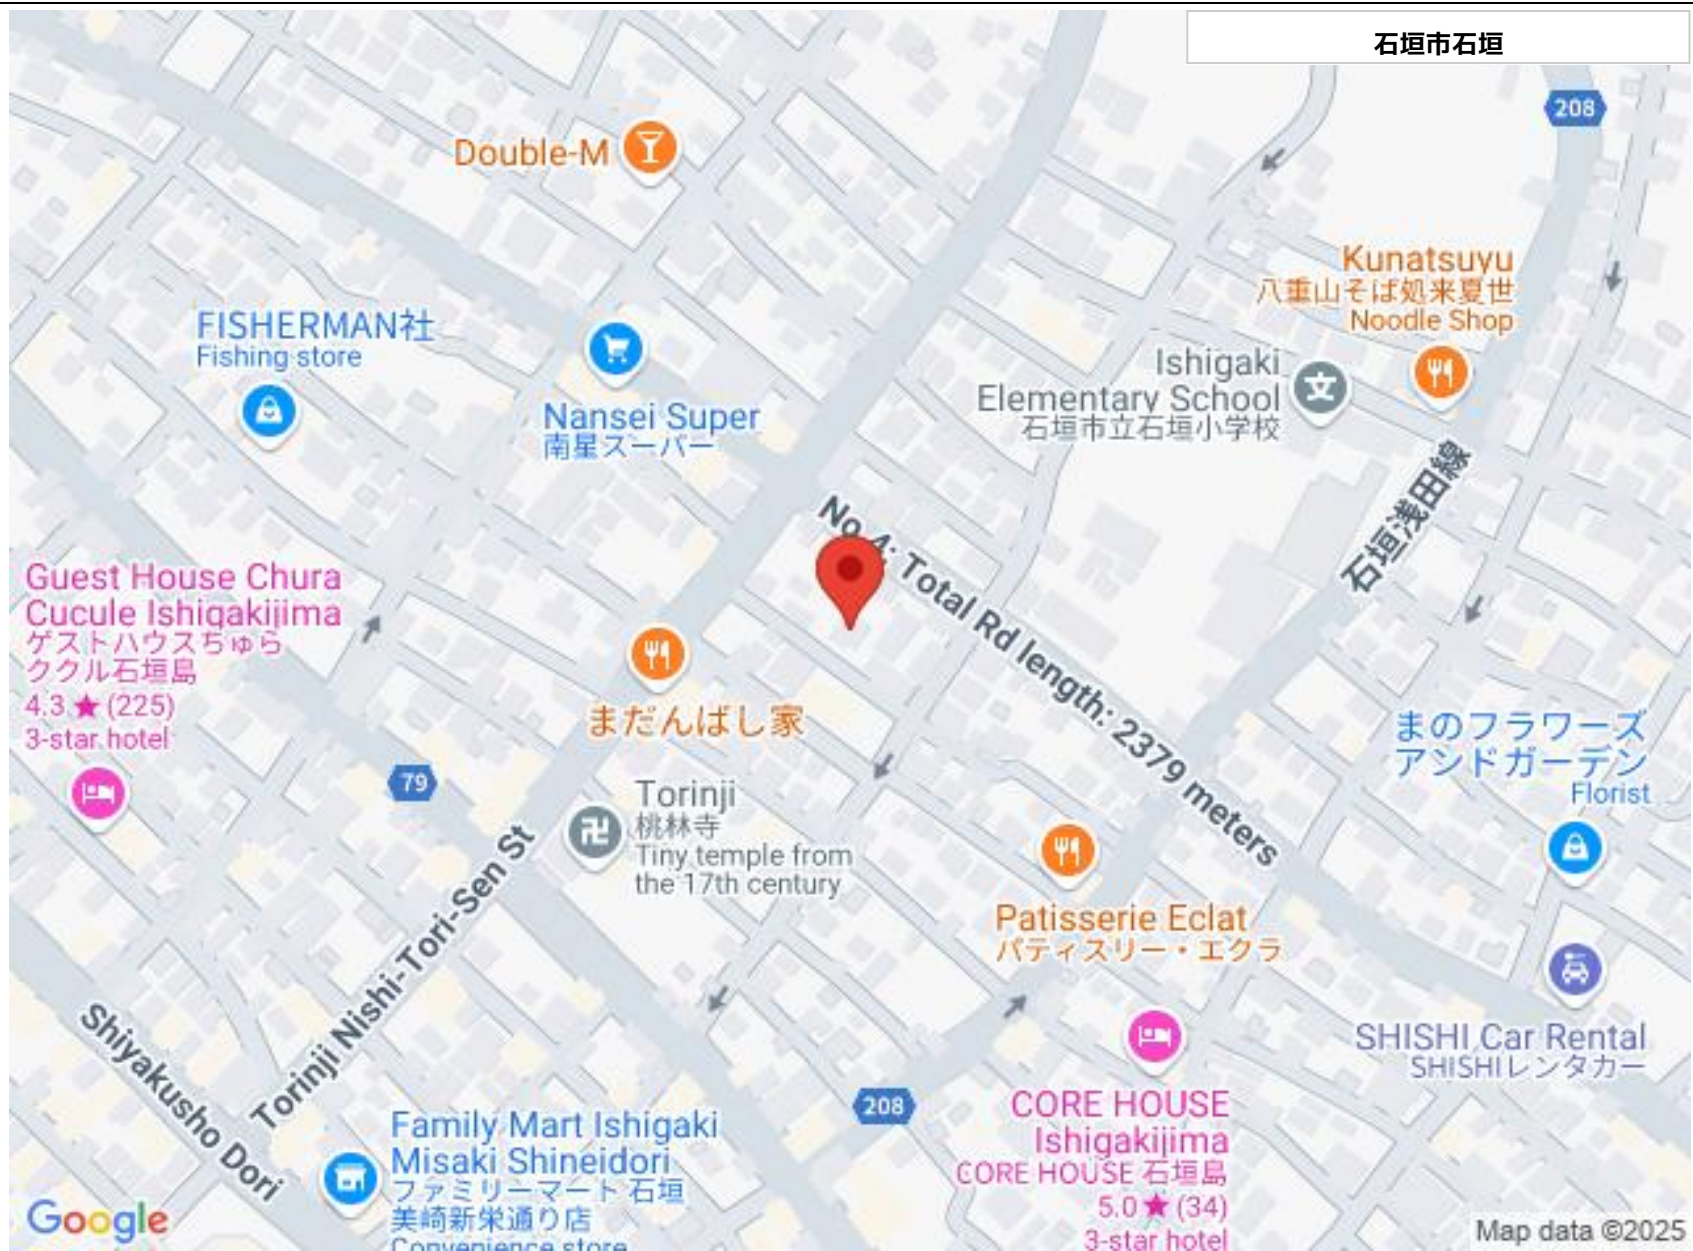 石垣市石垣
208
Double-M
Kunatsuyu
八重山そば処来夏世
Noodle Shop
FISHERMAN社
Fishing store
Ishigaki
Elementary School
石垣市立石垣小学校
Nansei Super
南星スーパー
石垣浅田線
No.4: Total Rd length: 2379 meters
Guest House Chura
Cucule Ishigakijima
ゲストハウスちゅら
ククル石垣島
4.3 ★ (225)
3-star hotel
まだんばし家
まのフラワーズ
アンドガーデン
Florist
79
Torinji
桃林寺
Tiny temple from
the 17th century
Patisserie Eclat
パティスリー・エクラ
Torinji Nishi-Tori-Sen St
Shiyakusho Dori
SHISHI Car Rental
SHISHIレンタカー
208
CORE HOUSE
Ishigakijima
CORE HOUSE 石垣島
5.0 ★ (34)
3-star hotel
Family Mart Ishigaki
Misaki Shineidori
ファミリーマート 石垣
美崎新栄通り店
Convenience store
Google
Map data ©2025